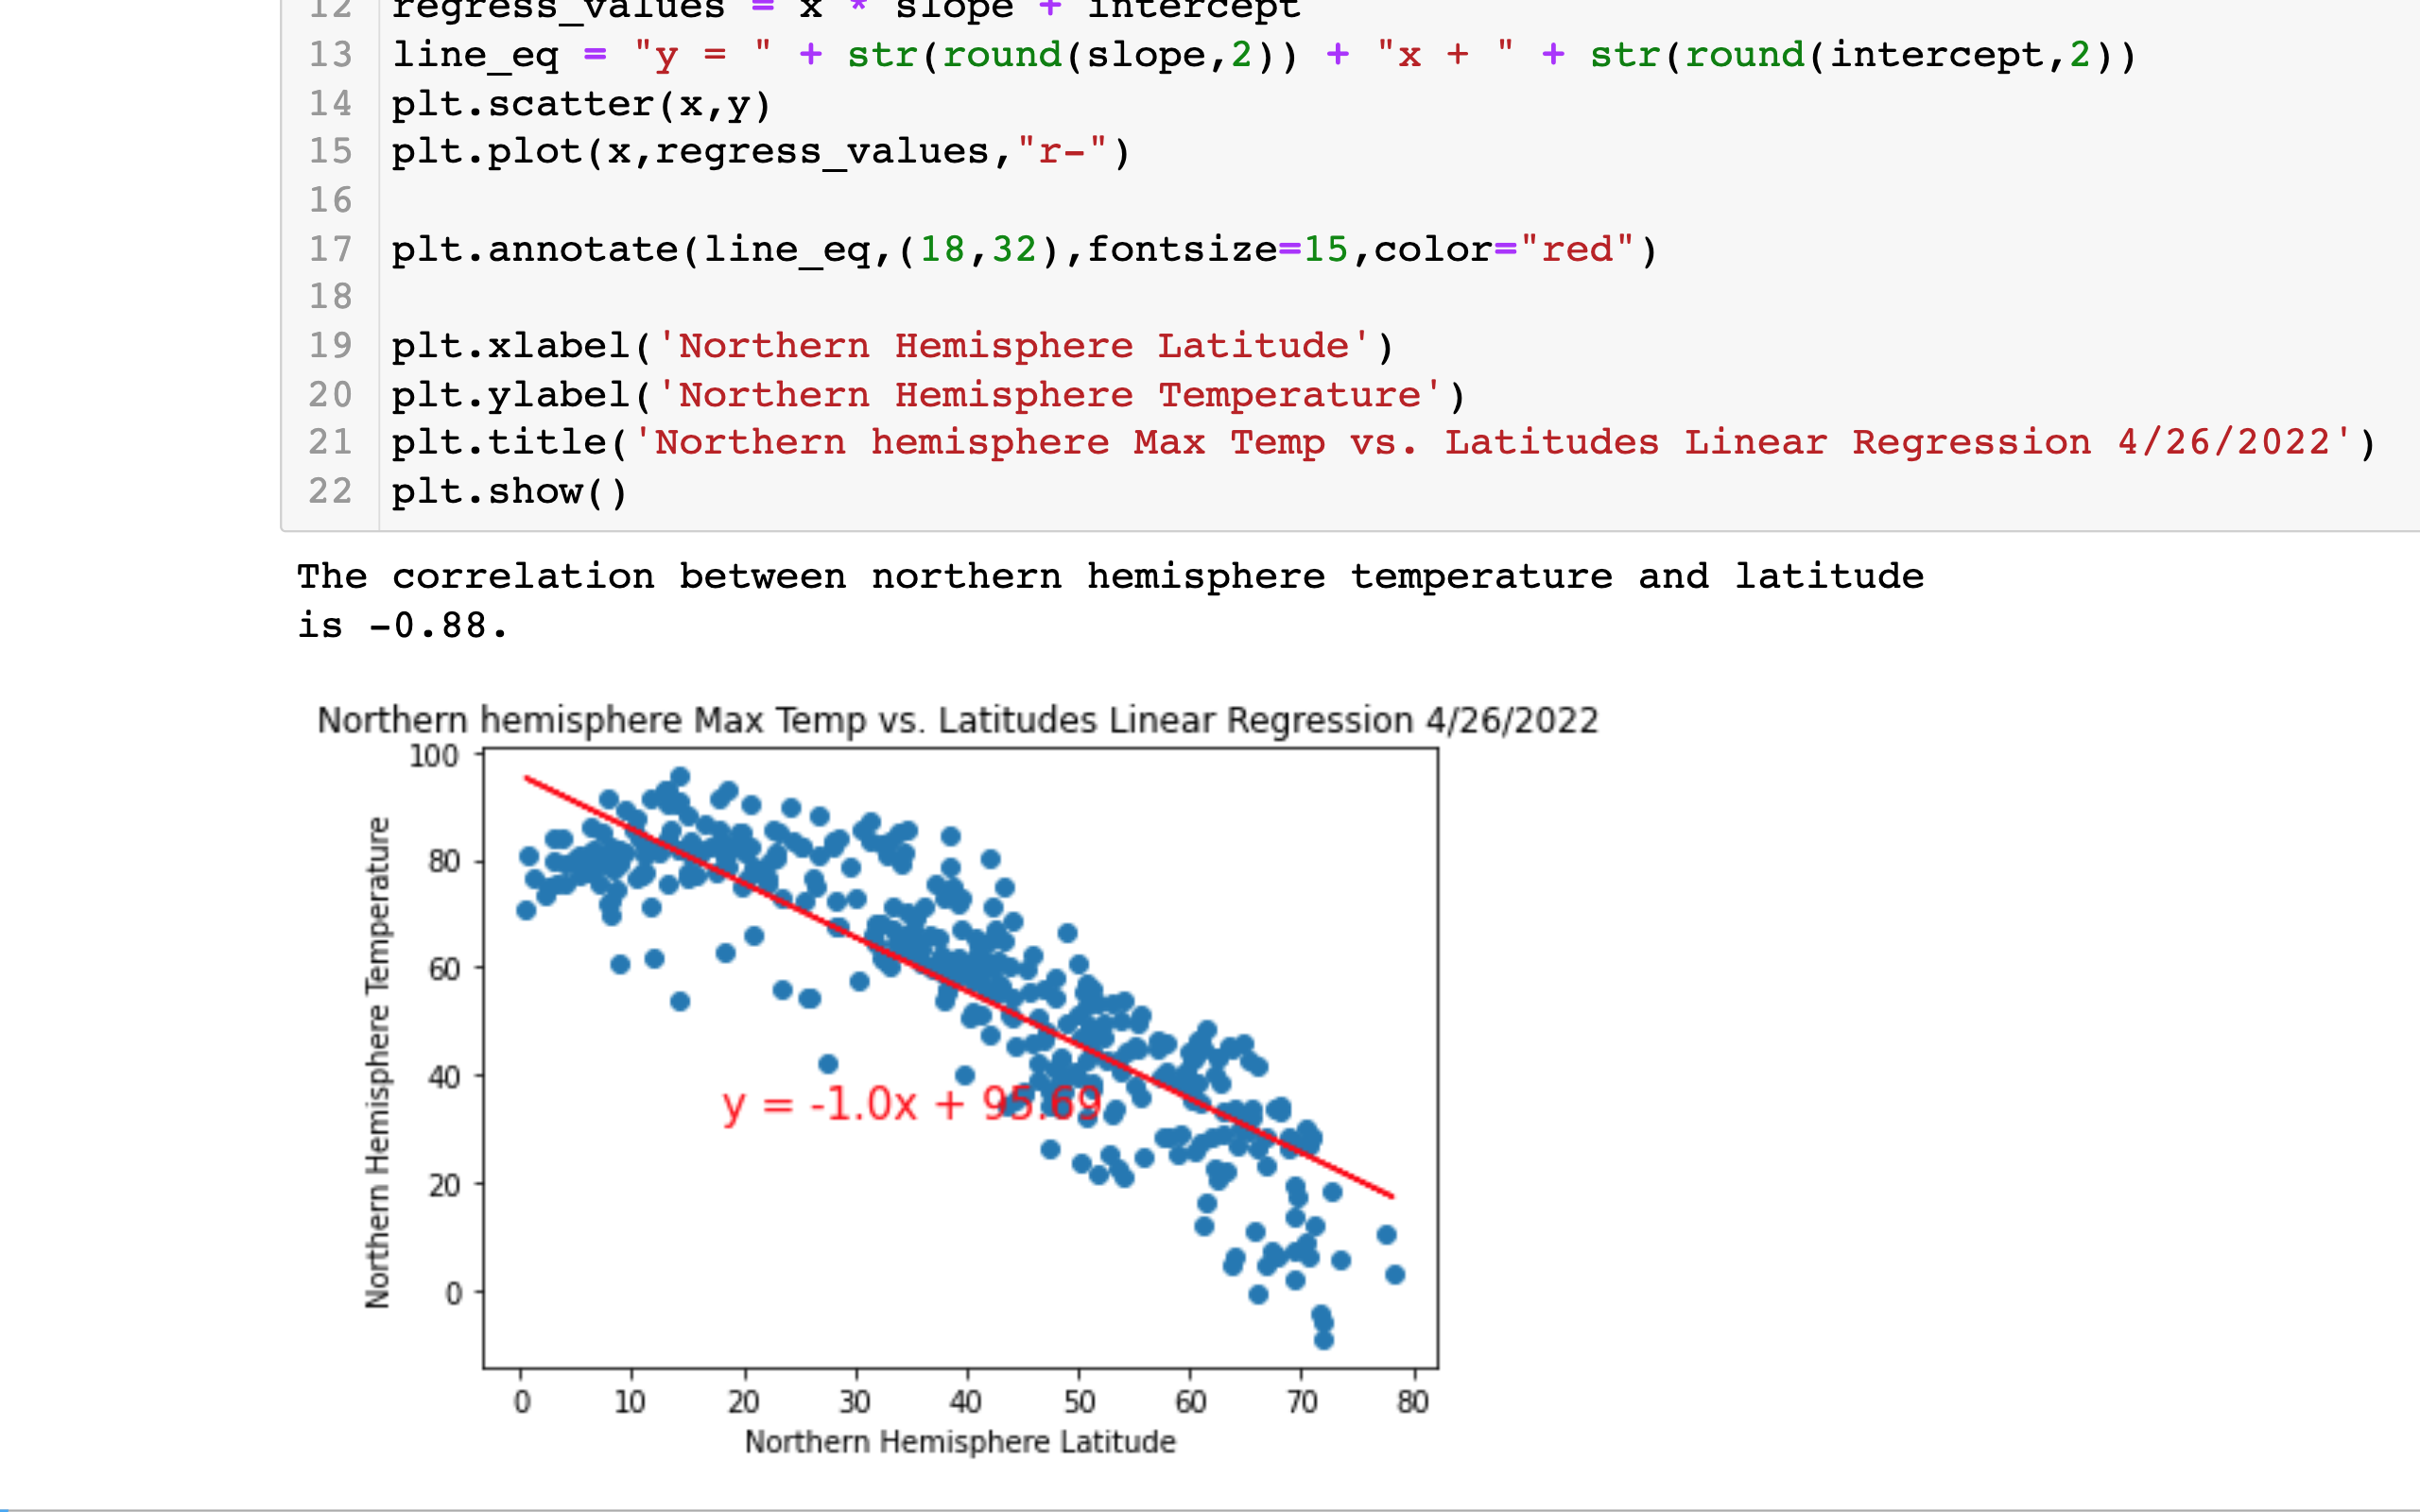 12 regress_values = x * slope + intercept
13 line_eq = "y = " + str(round(slope,2)) + "x + " + str(round(intercept,2))
14 plt.scatter(x,y)
15 plt.plot(x,regress_values,"r-")
16
17 plt.annotate(line_eq,(18,32),fontsize=15,color="red")
18
19 plt.xlabel('Northern Hemisphere Latitude')
20 plt.ylabel('Northern Hemisphere Temperature')
21 plt.title('Northern hemisphere Max Temp vs. Latitudes Linear Regression 4/26/2022')
22 plt.show()
The correlation between northern hemisphere temperature and latitude
is -0.88.
Northern hemisphere Max Temp vs. Latitudes Linear Regression 4/26/2022
Northern Hemisphere Temperature
100
80
60
40
20
0
y = -1.0x + 95.69
0 10 20 30 40 50 60 70 80
Northern Hemisphere Latitude